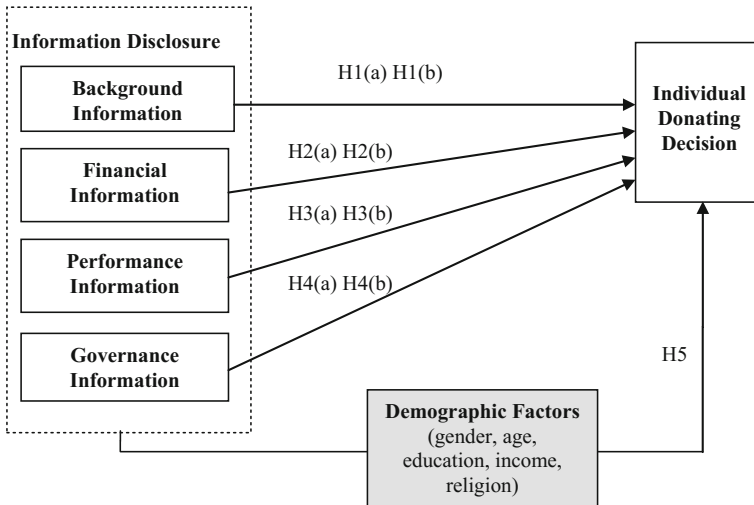 Information Disclosure
Background
Information
H1(a) H1(b)
Individual
Donating
Decision
Financial
Information
H2(a) H2(b)
Performance
Information
H3(a) H3(b)
Governance
Information
H4(a) H4(b)
H5
Demographic Factors
(gender, age,
education, income,
religion)